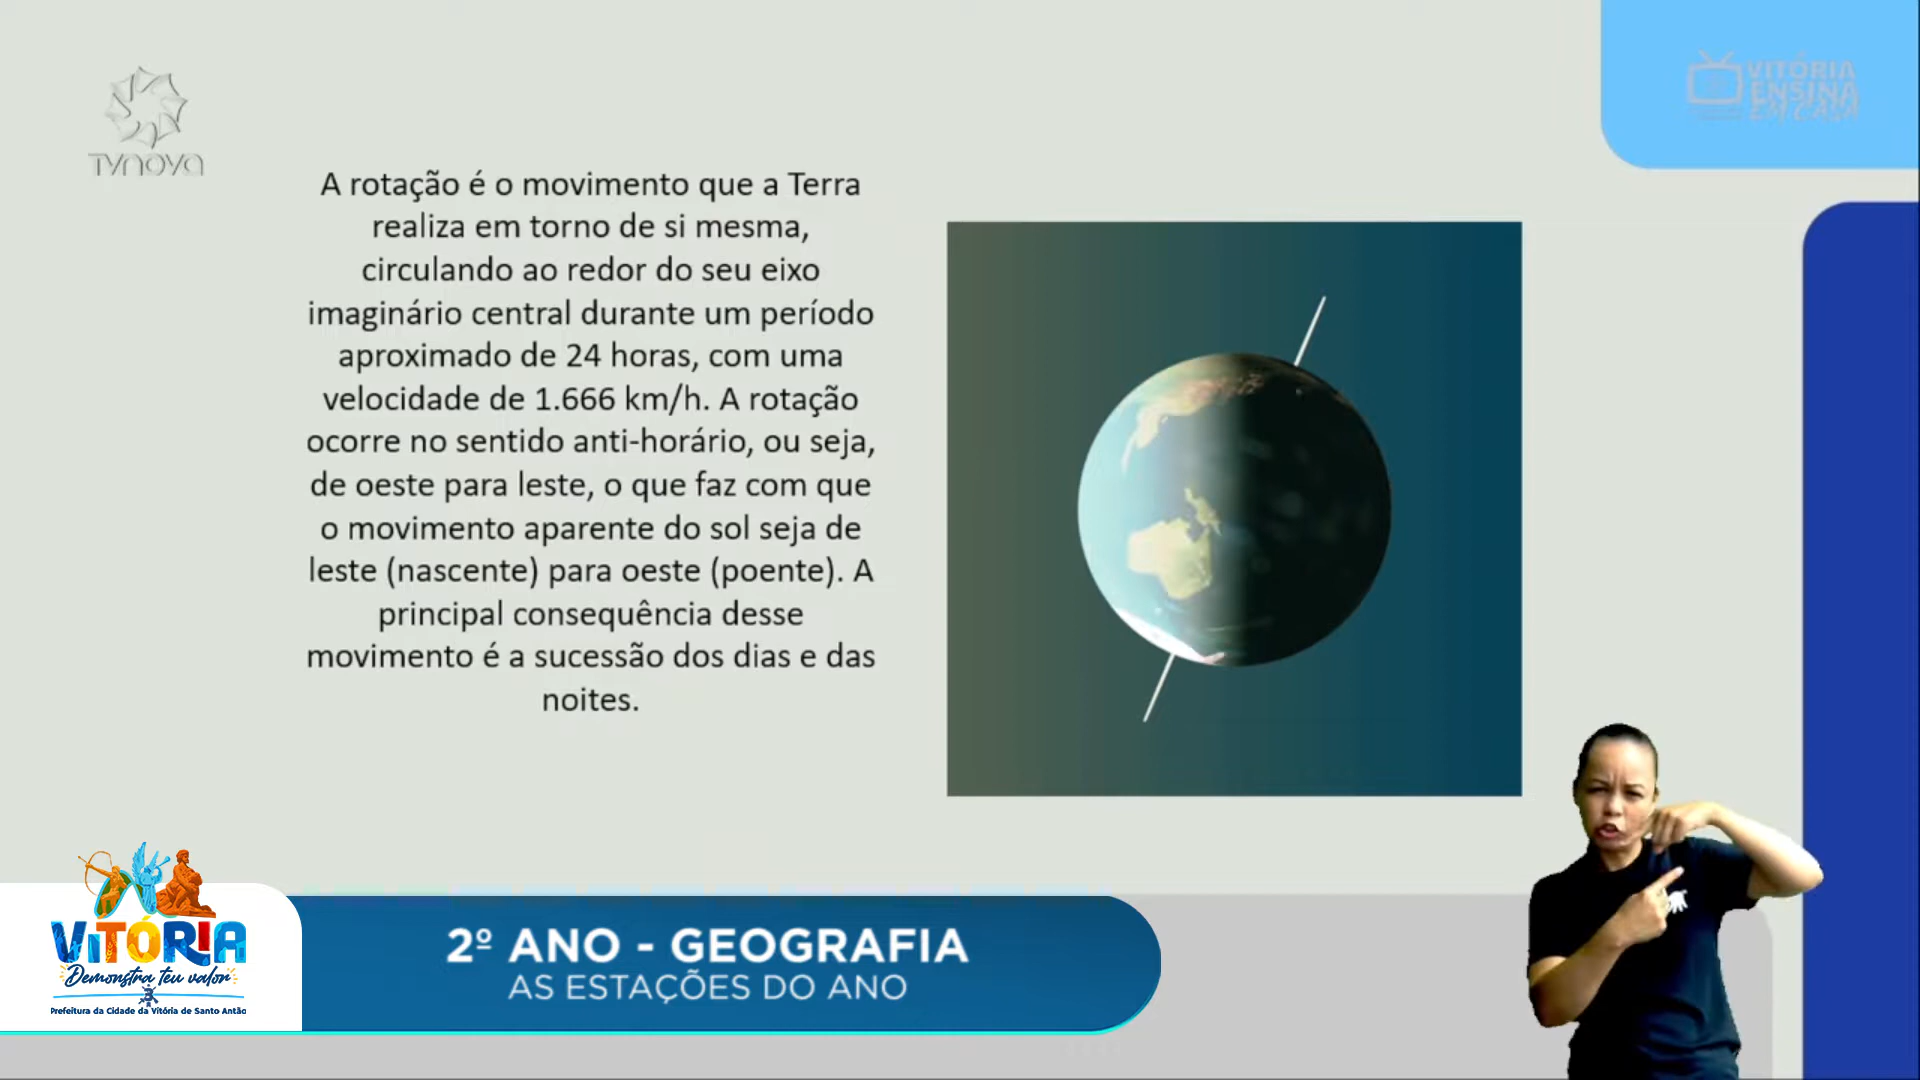 TVNOVA
VITÓRIA
ENSINA
EM CASA
A rotação é o movimento que a Terra
realiza em torno de si mesma,
circulando ao redor do seu eixo
imaginário central durante um período
aproximado de 24 horas, com uma
velocidade de 1.666 km/h. A rotação
ocorre no sentido anti-horário, ou seja,
de oeste para leste, o que faz com que
o movimento aparente do sol seja de
leste (nascente) para oeste (poente). A
principal consequência desse
movimento é a sucessão dos dias e das
noites.
VITÓRIA
Demonstra teu valor
Prefeitura da Cidade da Vitória de Santo Antão
2º ANO - GEOGRAFIA
AS ESTAÇÕES DO ANO